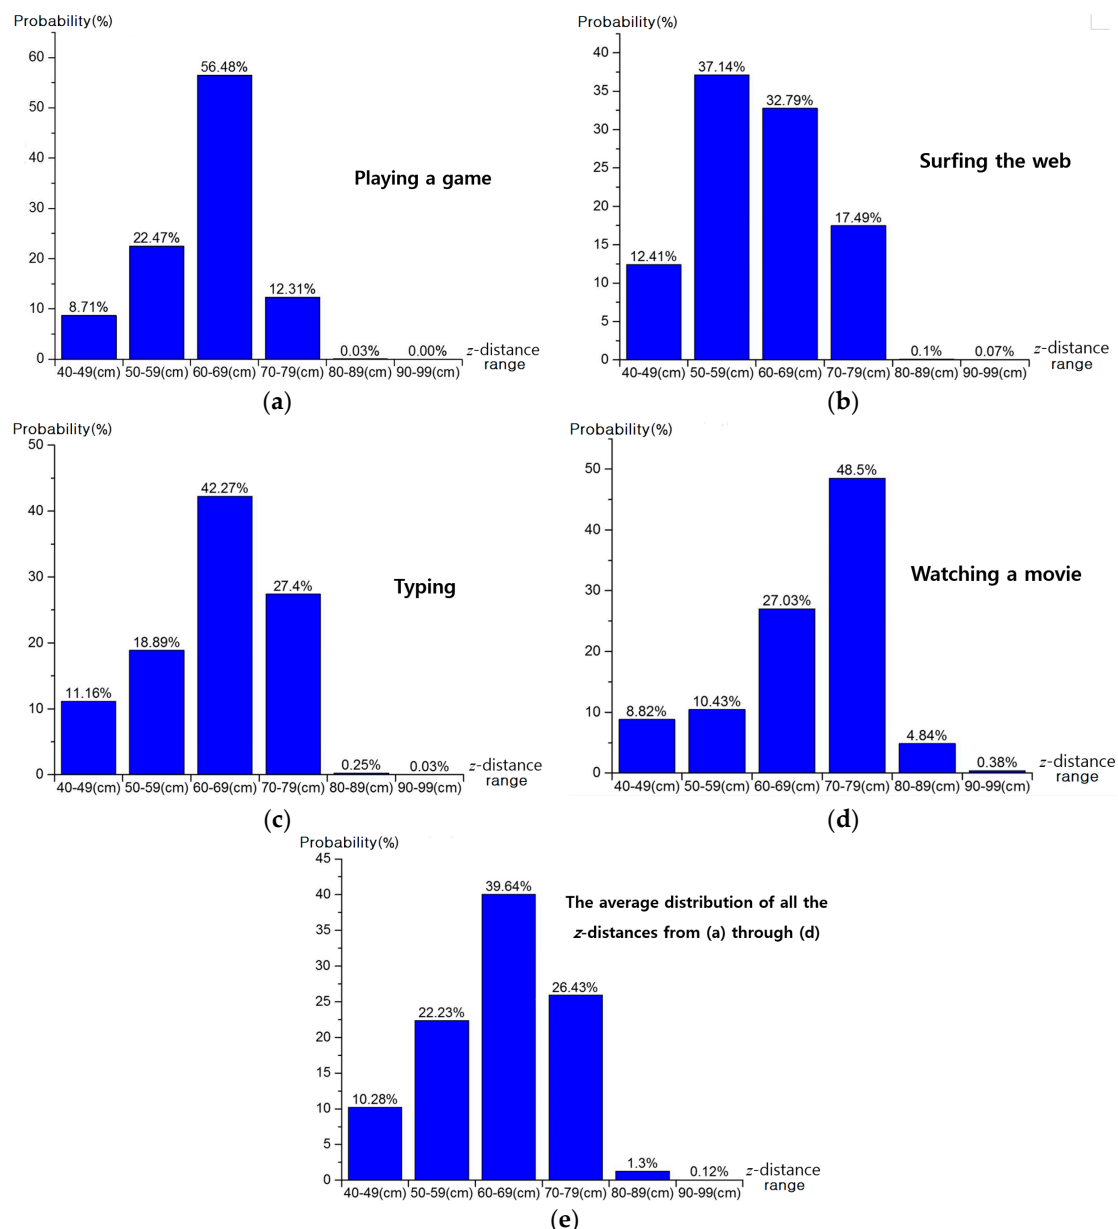 Probability(%)
60
50
40
30
20
10
0
8.71%
22.47%
56.48%
12.31%
0.03%
0.00%
Playing a game
40-49(cm) 50-59(cm) 60-69(cm) 70-79(cm) 80-89(cm) 90-99(cm)
z-distance
range
(a)
Probability(%)
40
35
30
25
20
15
10
5
0
12.41%
37.14%
32.79%
17.49%
0.1%
0.07%
Surfing the web
40-49(cm) 50-59(cm) 60-69(cm) 70-79(cm) 80-89(cm) 90-99(cm)
z-distance
range
(b)
Probability(%)
50
40
30
20
10
0
11.16%
18.89%
42.27%
27.4%
0.25%
0.03%
Typing
40-49(cm) 50-59(cm) 60-69(cm) 70-79(cm) 80-89(cm) 90-99(cm)
z-distance
range
(c)
Probability(%)
50
40
30
20
10
0
8.82%
10.43%
27.03%
48.5%
4.84%
0.38%
Watching a movie
40-49(cm) 50-59(cm) 60-69(cm) 70-79(cm) 80-89(cm) 90-99(cm)
z-distance
range
(d)
Probability(%)
45
40
35
30
25
20
15
10
5
0
10.28%
22.23%
39.64%
26.43%
1.3%
0.12%
The average distribution of all the
z-distances from (a) through (d)
40-49(cm) 50-59(cm) 60-69(cm) 70-79(cm) 80-89(cm) 90-99(cm)
z-distance
range
(e)